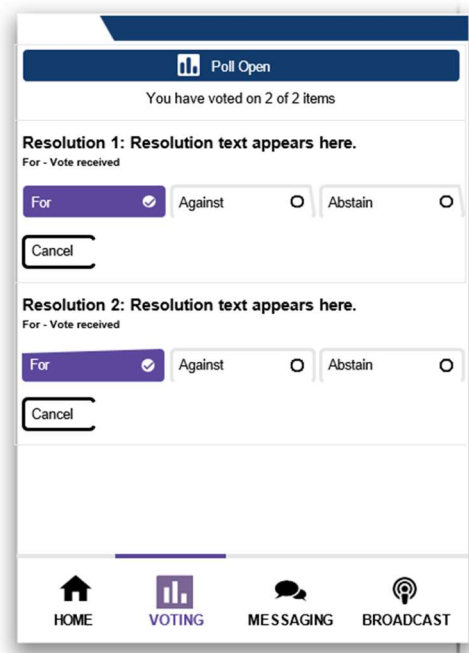 Poll Open
You have voted on 2 of 2 items
Resolution 1: Resolution text appears here.
For - Vote received
For Against Abstain
Cancel
Resolution 2: Resolution text appears here.
For - Vote received
For Against Abstain
Cancel
HOME VOTING MESSAGING BROADCAST